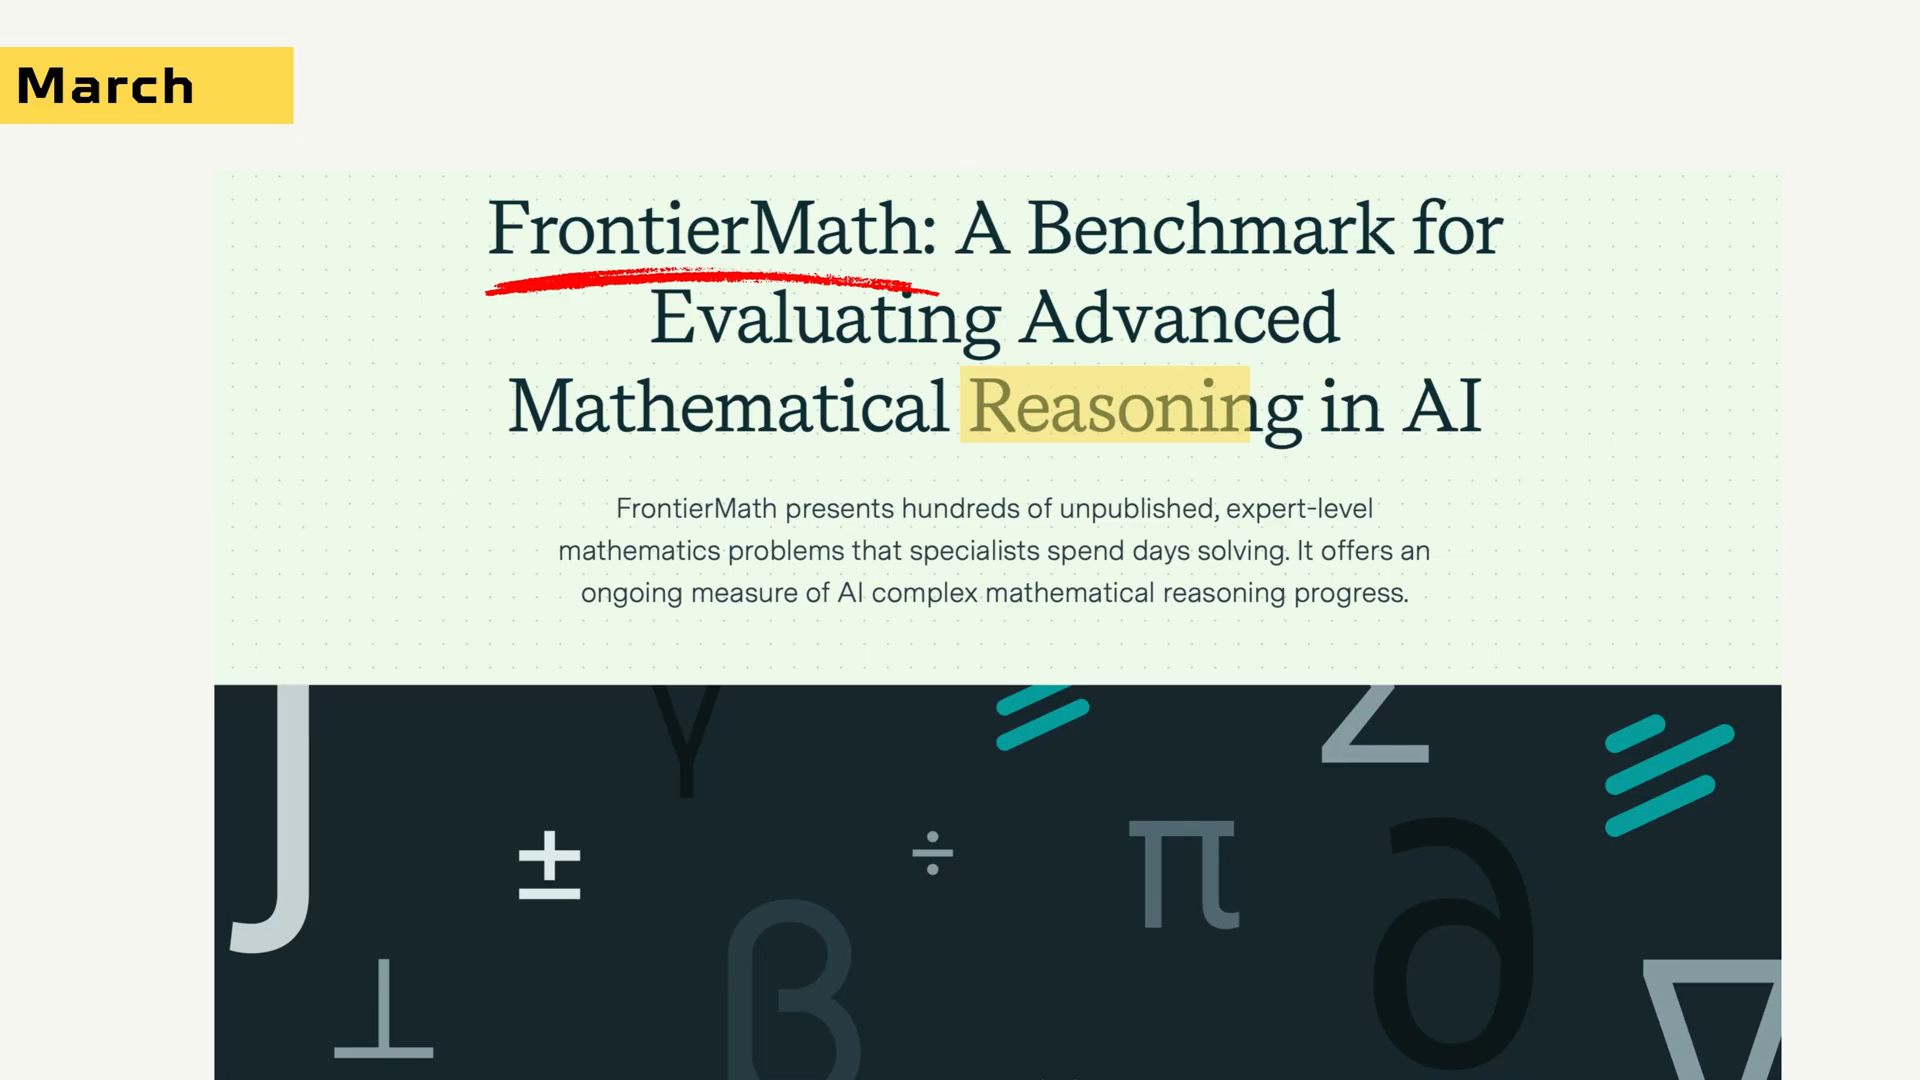 March
FrontierMath: A Benchmark for
Evaluating Advanced
Mathematical Reasoning in AI
FrontierMath presents hundreds of unpublished, expert-level
mathematics problems that specialists spend days solving. It offers an
ongoing measure of AI complex mathematical reasoning progress.
± ÷ π ∂
⊥ β ∇